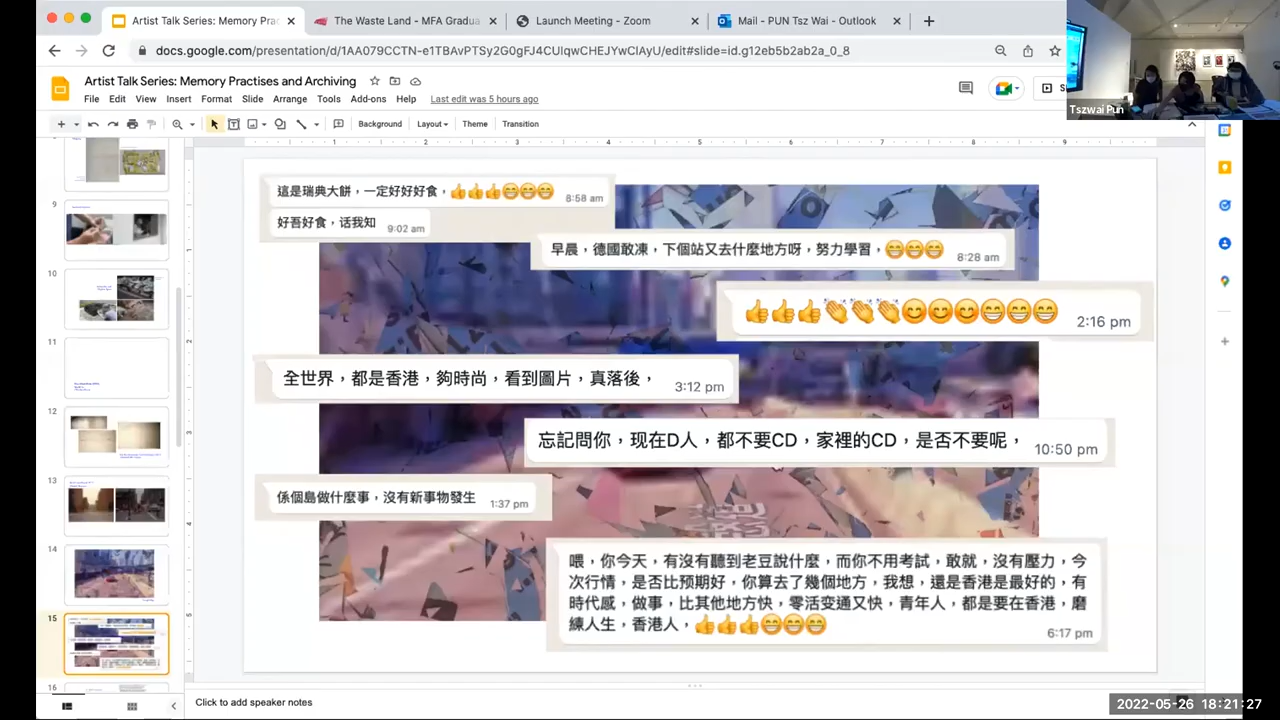 Artist Talk Series: Memory Prac
The Waste Land - MFA Gradua
Launch Meeting - Zoom
Mail - PUN Tsz Wai - Outlook
Tszwai Pun
Artist Talk Series: Memory Practises and Archiving
File Edit View Insert Format Slide Arrange Tools Add-ons Help Last edit was 5 hours ago
Background Layout Theme Transition
這是瑞典大餅，一定好好好食，👍👍👍😁😁😁 8:58 am
好吾好食，话我知 9:02 am
早晨，德國敢凍，下個站又去什麼地方呀，努力學習，😁😁😁 8:28 am
👍👍👍👏👏👏😊😊😊😁😁😁 2:16 pm
全世界，都是香港，夠時尚，看到圖片，真落後， 3:12 pm
忘記問你，现在D人，都不要CD，家裡的CD，是否不要呢， 10:50 pm
係個島做什麼事，沒有新事物發生 1:37 pm
喂，你今天，有沒有聽到老豆說什麼，而你不用考試，敢就，沒有壓力，今
次行情，是否比預期好，你算去了幾個地方，我想，還是香港是最好的，有
時代感，做事，比其他地方快，零活变通又快，青年人，都是要在香港，磨
人生，香港人，👍👍👍😁😁😁 6:17 pm
9
10
11
12
13
14
15
16
Click to add speaker notes
2022-05-26 18:21:27